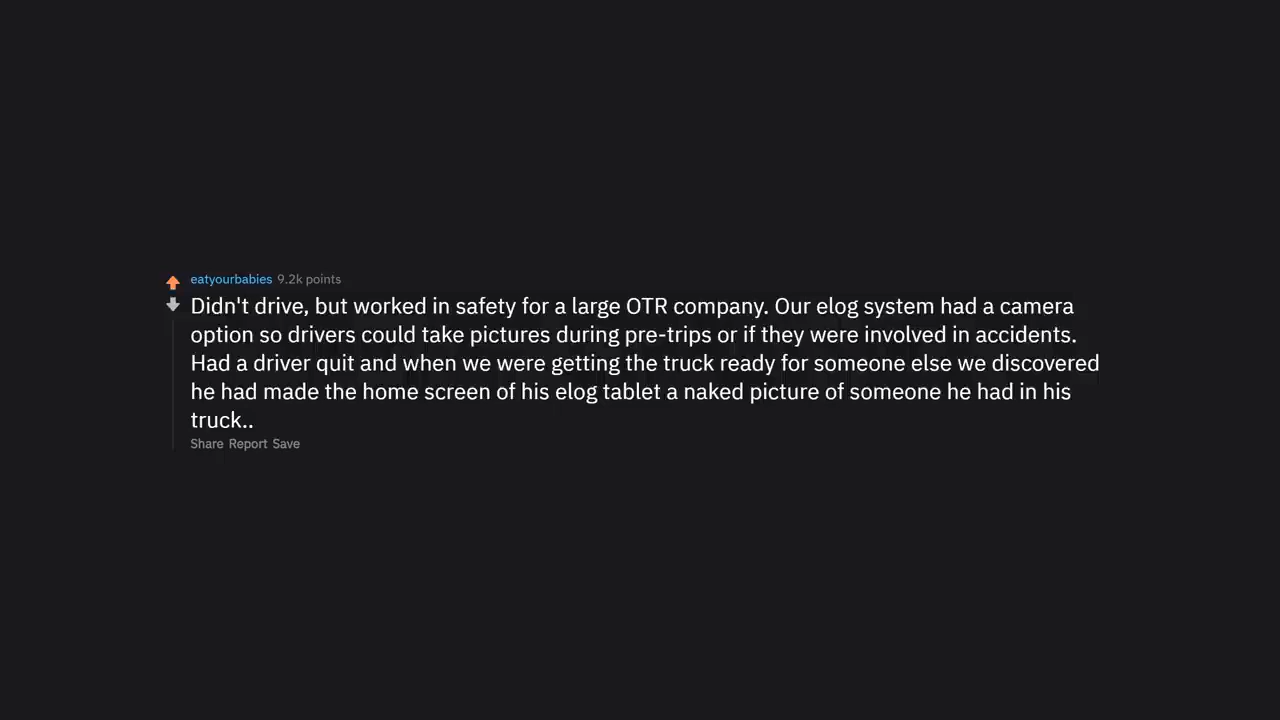 eatyourbabies 9.2k points
Didn't drive, but worked in safety for a large OTR company. Our elog system had a camera
option so drivers could take pictures during pre-trips or if they were involved in accidents.
Had a driver quit and when we were getting the truck ready for someone else we discovered
he had made the home screen of his elog tablet a naked picture of someone he had in his
truck..
Share Report Save